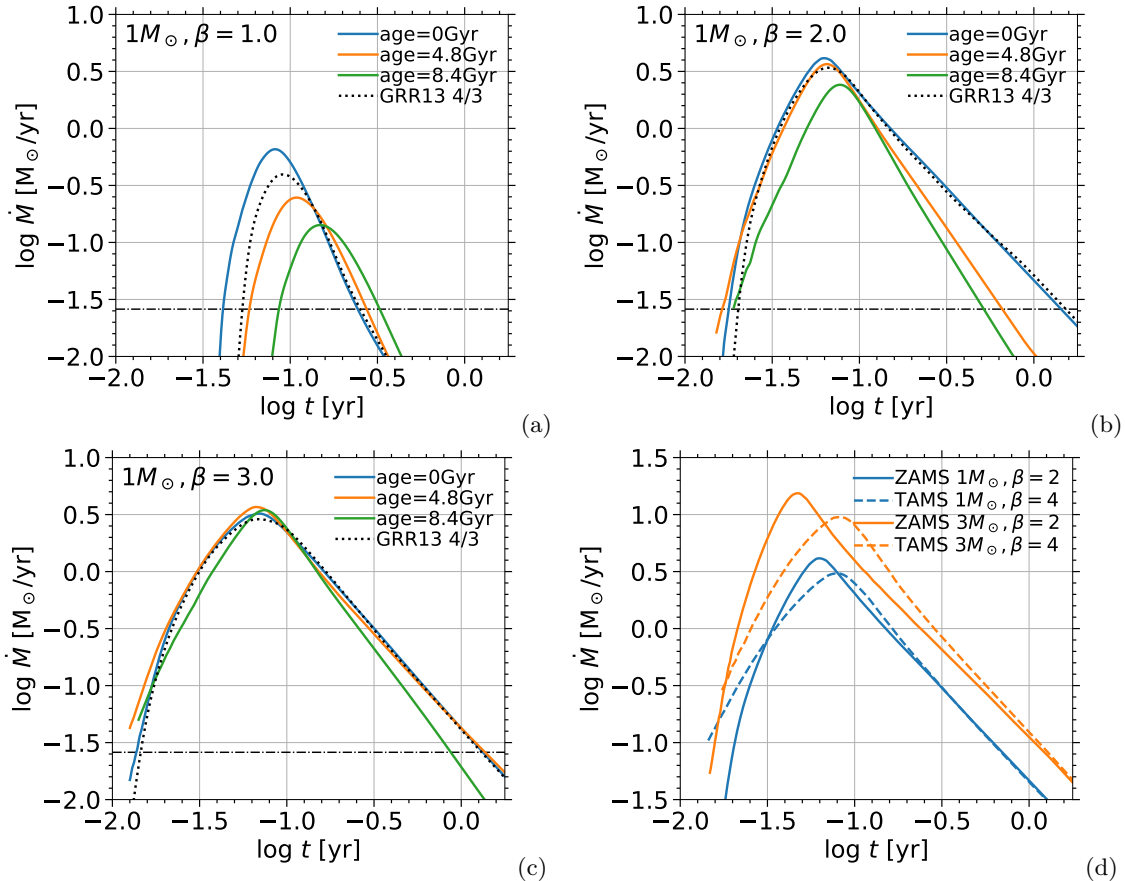 1M⊙, β = 1.0
age=0Gyr
age=4.8Gyr
age=8.4Gyr
GRR13 4/3
1.0
0.5
0.0
−0.5
−1.0
−1.5
−2.0
log Ṁ [M⊙/yr]
−2.0 −1.5 −1.0 −0.5 0.0
log t [yr]
(a)
1M⊙, β = 2.0
age=0Gyr
age=4.8Gyr
age=8.4Gyr
GRR13 4/3
1.0
0.5
0.0
−0.5
−1.0
−1.5
−2.0
log Ṁ [M⊙/yr]
−2.0 −1.5 −1.0 −0.5 0.0
log t [yr]
(b)
1M⊙, β = 3.0
age=0Gyr
age=4.8Gyr
age=8.4Gyr
GRR13 4/3
1.0
0.5
0.0
−0.5
−1.0
−1.5
−2.0
log Ṁ [M⊙/yr]
−2.0 −1.5 −1.0 −0.5 0.0
log t [yr]
(c)
ZAMS 1M⊙, β = 2
TAMS 1M⊙, β = 4
ZAMS 3M⊙, β = 2
TAMS 3M⊙, β = 4
1.5
1.0
0.5
0.0
−0.5
−1.0
−1.5
log Ṁ [M⊙/yr]
−2.0 −1.5 −1.0 −0.5 0.0
log t [yr]
(d)